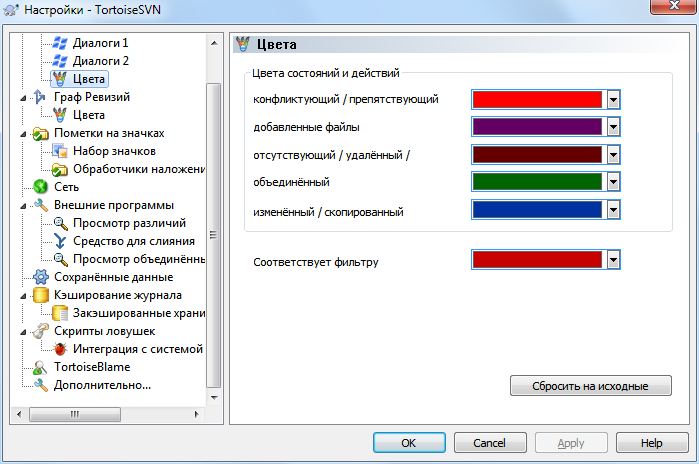 Настройки - TortoiseSVN
Диалоги 1
Диалоги 2
Цвета
Граф Ревизий
Цвета
Пометки на значках
Набор значков
Обработчики наложени
Сеть
Внешние программы
Просмотр различий
Средство для слияния
Просмотр объединённы
Сохранённые данные
Кэширование журнала
Закэшированные храни
Скрипты ловушек
Интеграция с системой
TortoiseBlame
Дополнительно...
Цвета
Цвета состояний и действий
конфликтующий / препятствующий
добавленные файлы
отсутствующий / удалённый /
объединённый
изменённый / скопированный
Соответствует фильтру
Сбросить на исходные
OK
Cancel
Apply
Help